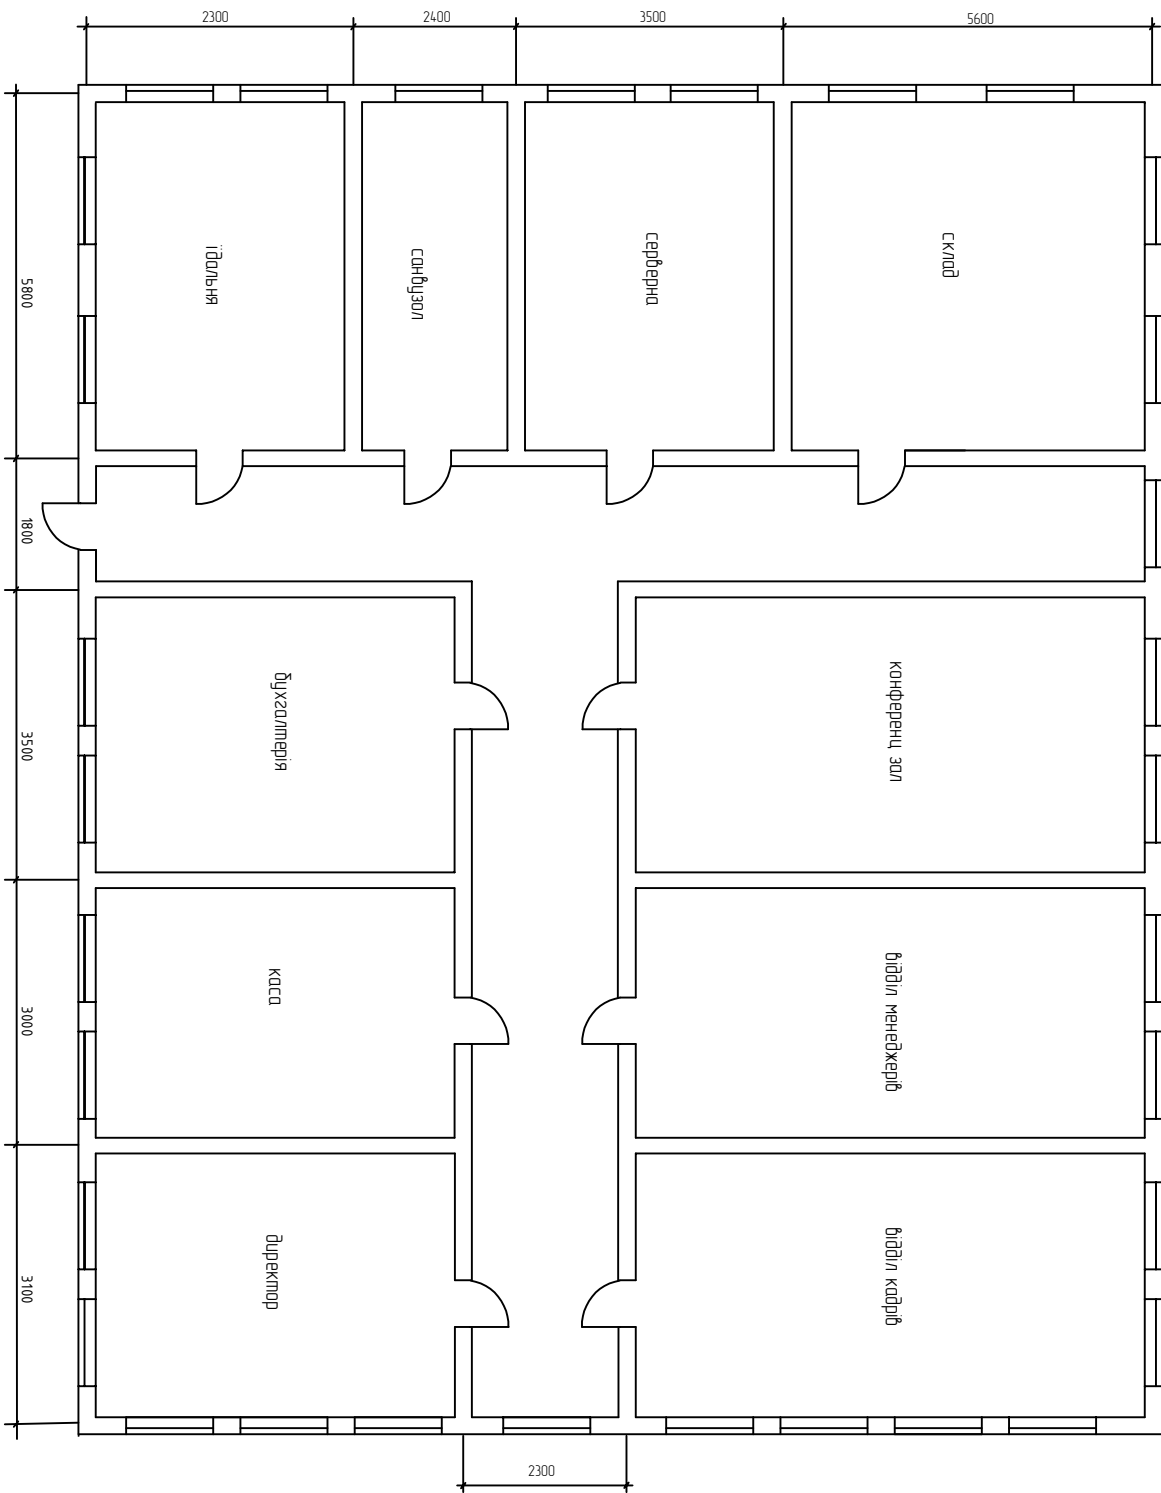 2300
2400
3500
5600
5800
1800
3500
3000
3100
їдальня
санвузол
серверна
склад
бухгалтерія
конференц зал
каса
відділ менеджерів
директор
відділ кадрів
2300